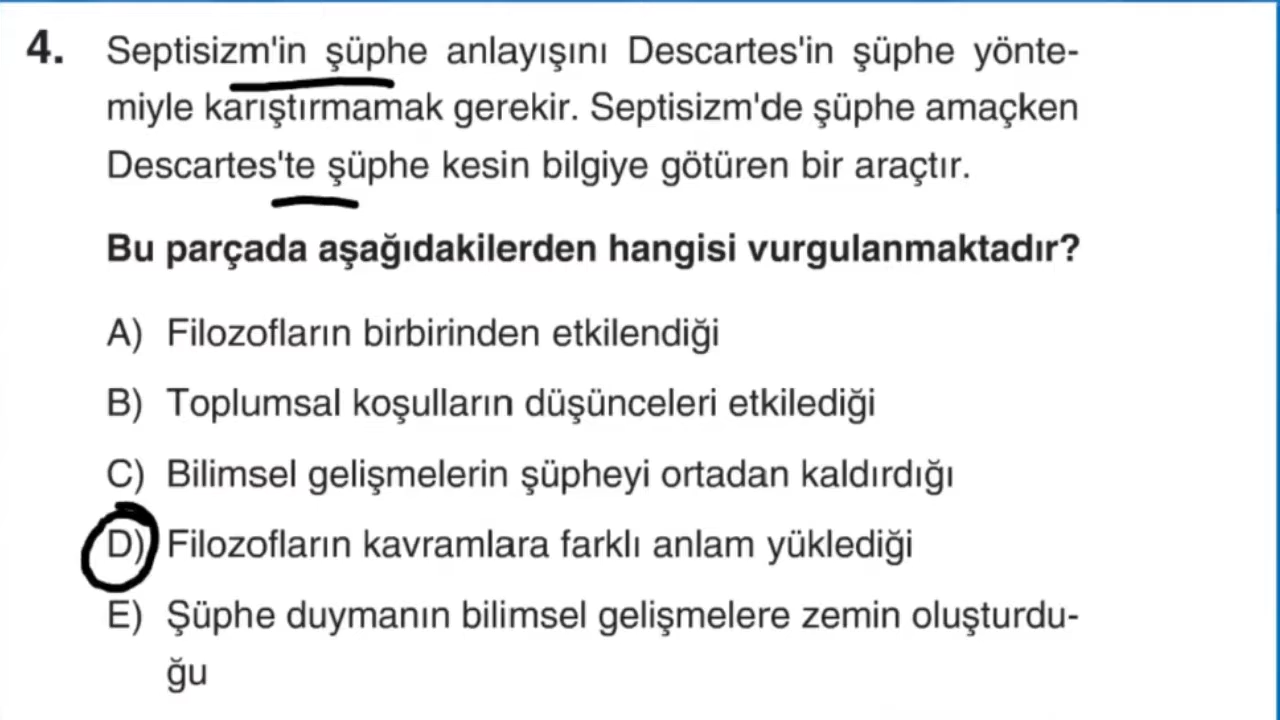 4. Septisizm'in şüphe anlayışını Descartes'in şüphe yönte-
miyle karıştırmamak gerekir. Septisizm'de şüphe amaçken
Descartes'te şüphe kesin bilgiye götüren bir araçtır.
Bu parçada aşağıdakilerden hangisi vurgulanmaktadır?
A) Filozofların birbirinden etkilendiği
B) Toplumsal koşulların düşünceleri etkilediği
C) Bilimsel gelişmelerin şüpheyi ortadan kaldırdığı
D) Filozofların kavramlara farklı anlam yüklediği
E) Şüphe duymanın bilimsel gelişmelere zemin oluşturdu-
ğu